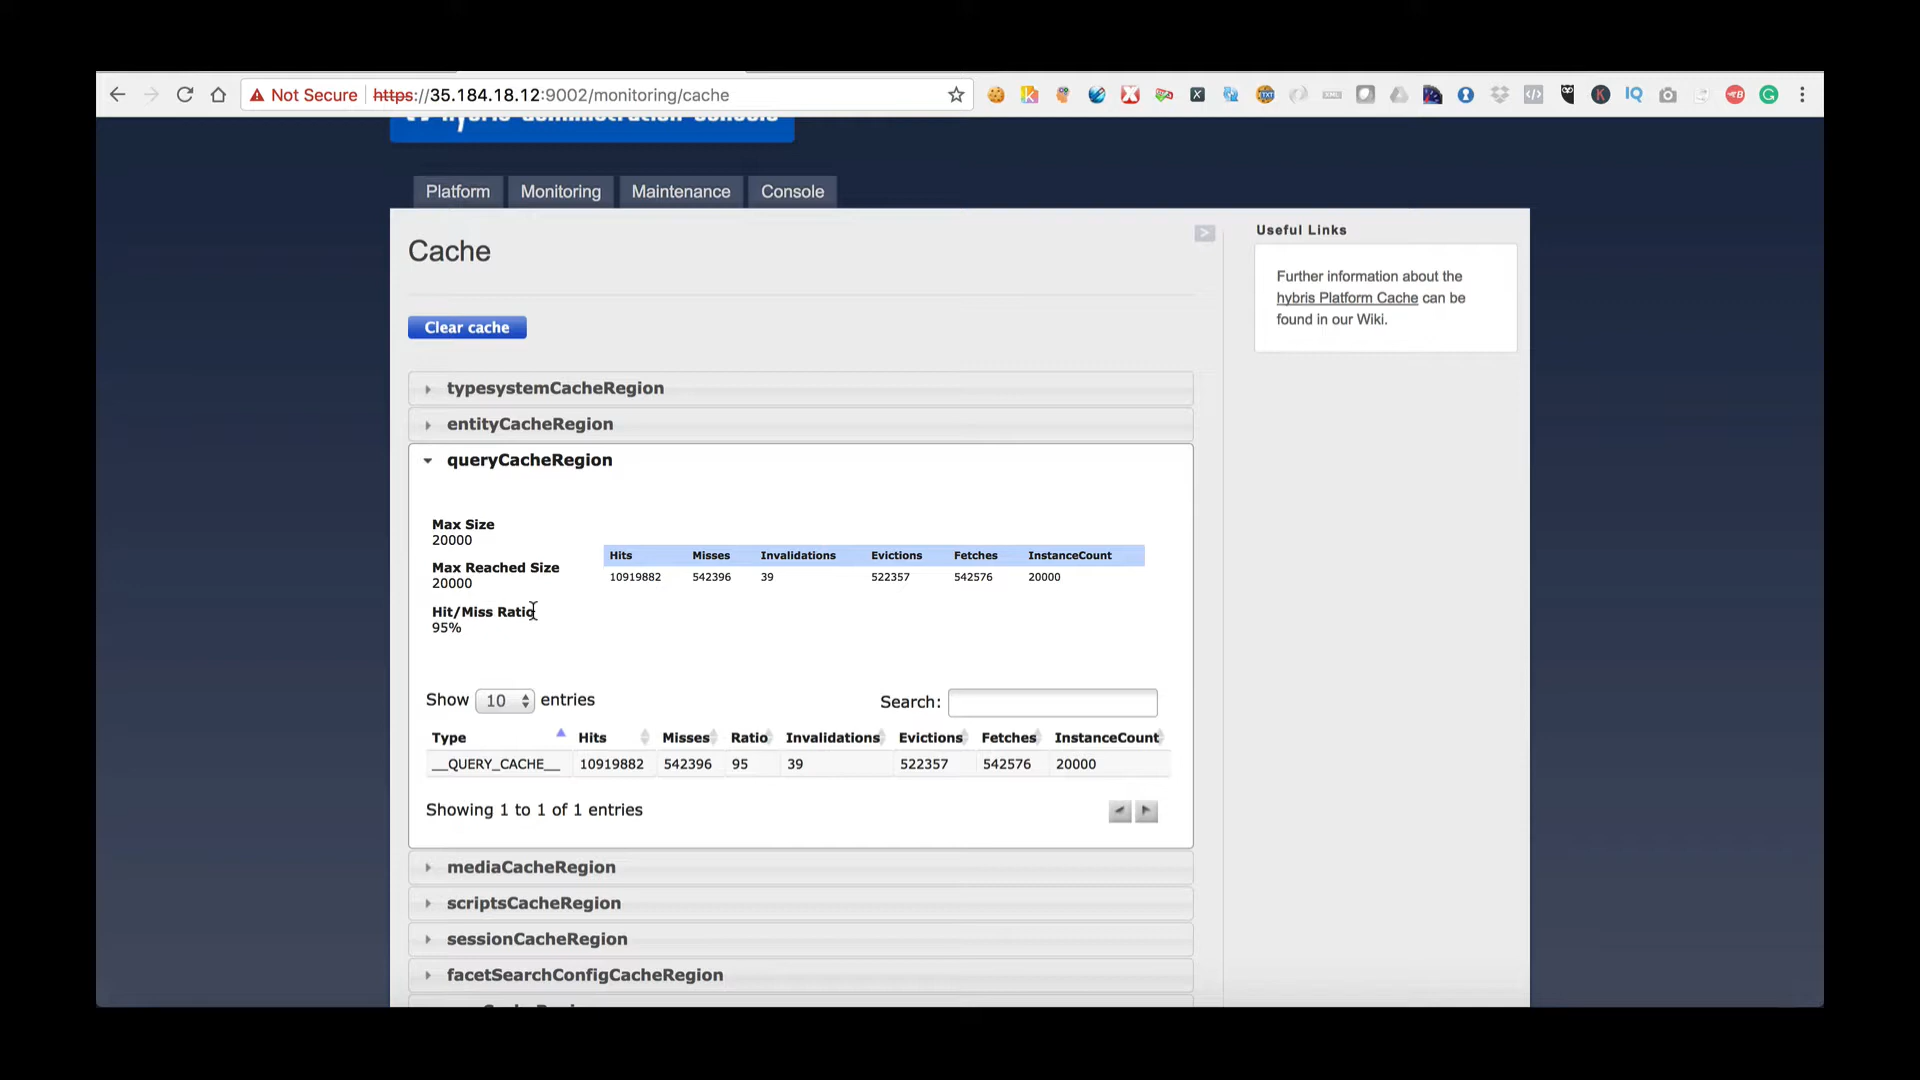 Not Secure https://35.184.18.12:9002/monitoring/cache
Platform Monitoring Maintenance Console
Cache
>
Useful Links
Further information about the
hybris Platform Cache can be
found in our Wiki.
Clear cache
typesystemCacheRegion
entityCacheRegion
queryCacheRegion
Max Size
20000
Max Reached Size
20000
Hit/Miss Ratio
95%
Hits Misses Invalidations Evictions Fetches InstanceCount
10919882 542396 39 522357 542576 20000
Show 10 entries
Search:
Type Hits Misses Ratio Invalidations Evictions Fetches InstanceCount
__QUERY_CACHE__ 10919882 542396 95 39 522357 542576 20000
Showing 1 to 1 of 1 entries
mediaCacheRegion
scriptsCacheRegion
sessionCacheRegion
facetSearchConfigCacheRegion